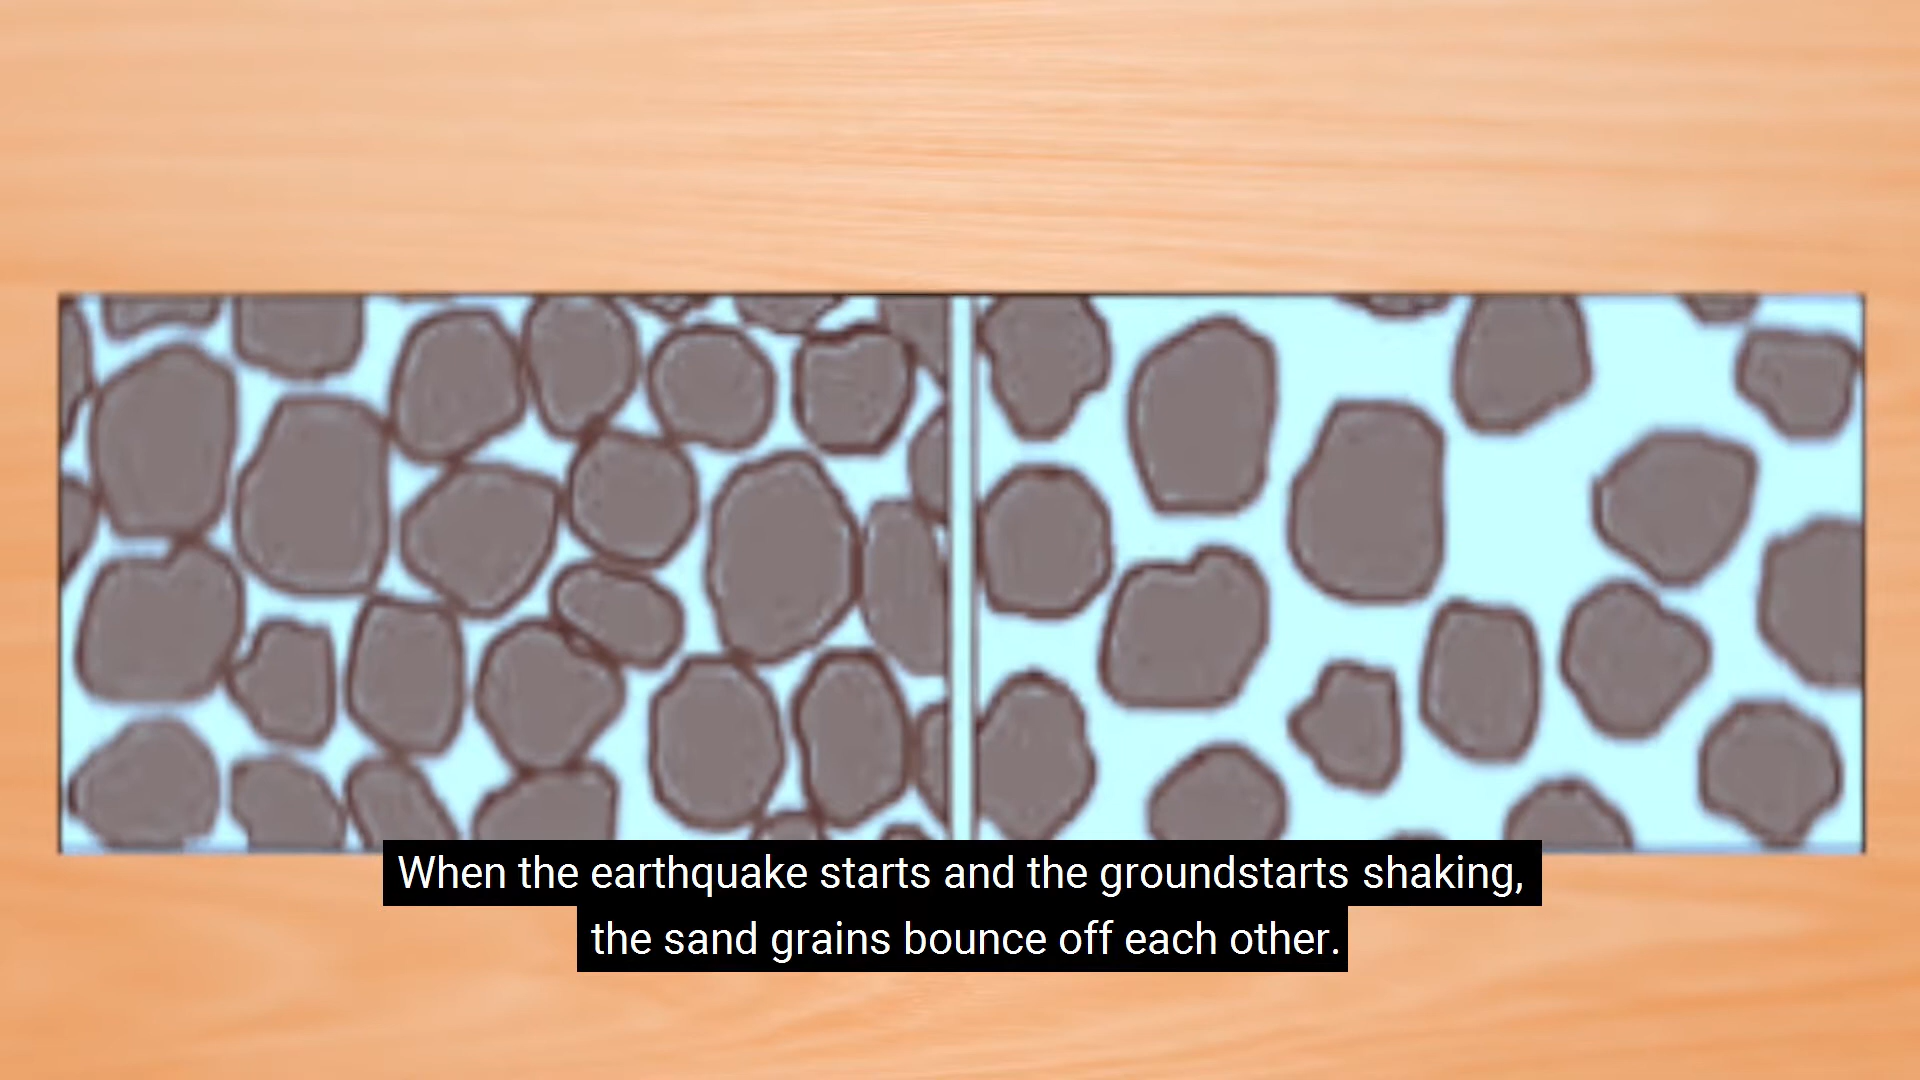 When the earthquake starts and the groundstarts shaking,
the sand grains bounce off each other.